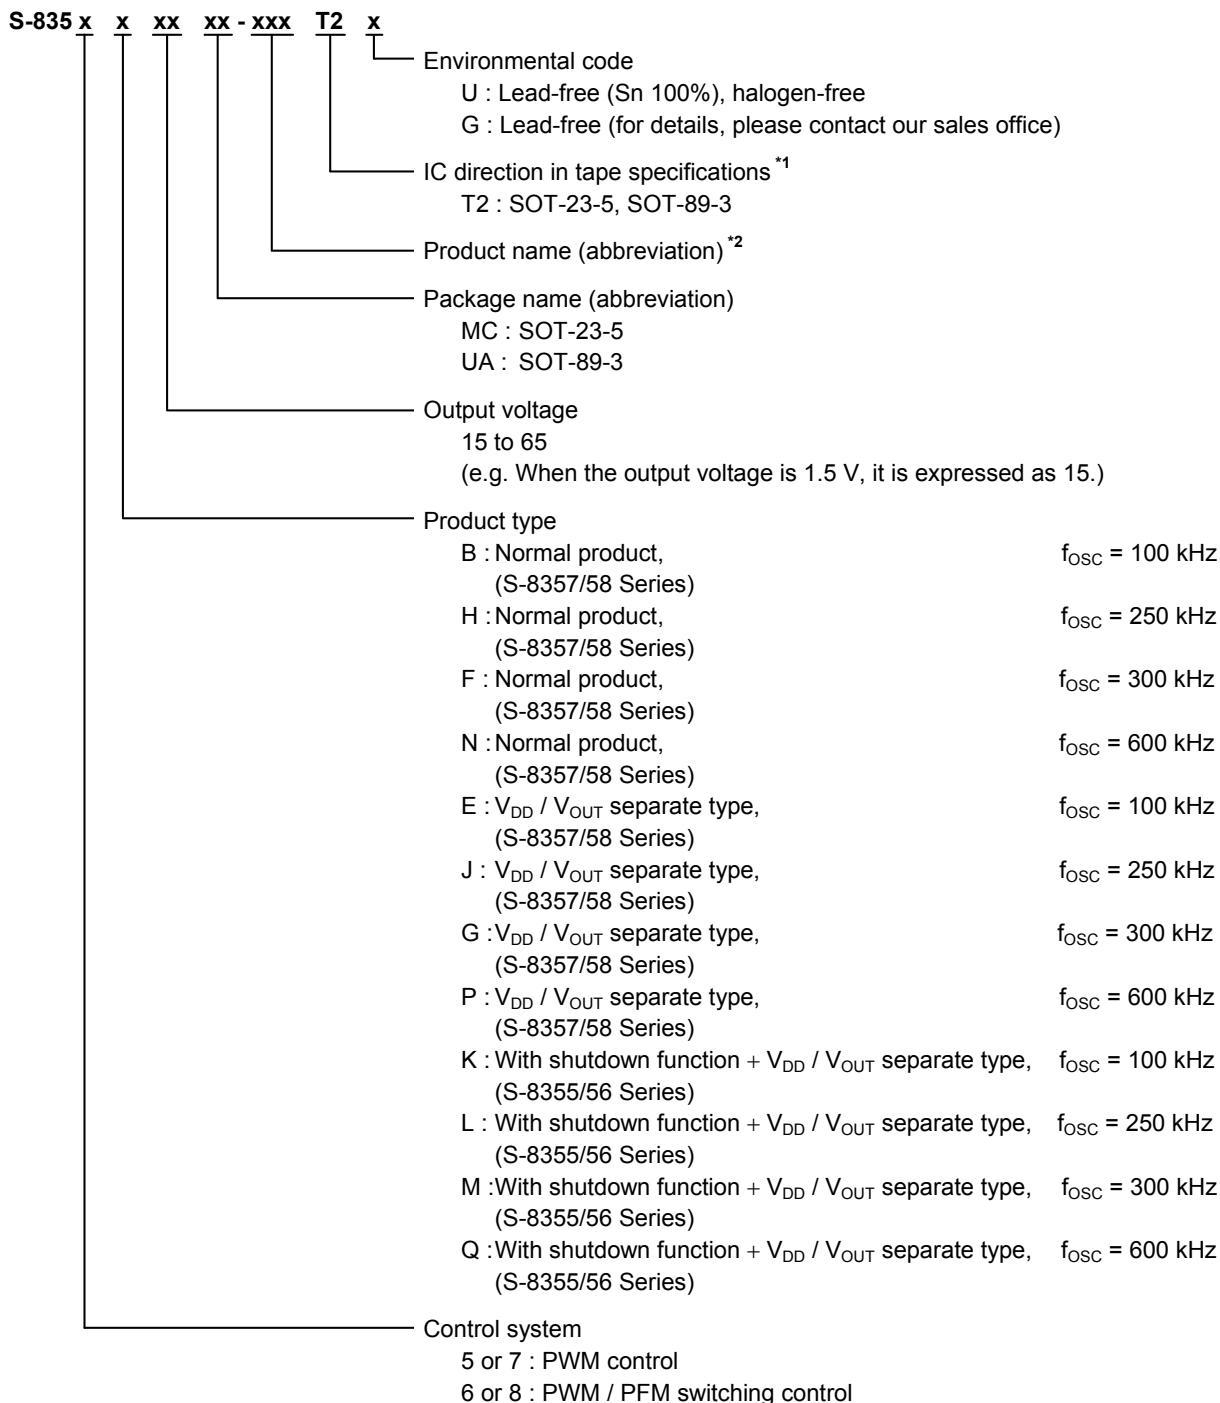 S-835 x x xx xx - xxx T2 x
Environmental code
U : Lead-free (Sn 100%), halogen-free
G : Lead-free (for details, please contact our sales office)
IC direction in tape specifications *1
T2 : SOT-23-5, SOT-89-3
Product name (abbreviation) *2
Package name (abbreviation)
MC : SOT-23-5
UA : SOT-89-3
Output voltage
15 to 65
(e.g. When the output voltage is 1.5 V, it is expressed as 15.)
Product type
B : Normal product, fOSC = 100 kHz
(S-8357/58 Series)
H : Normal product, fOSC = 250 kHz
(S-8357/58 Series)
F : Normal product, fOSC = 300 kHz
(S-8357/58 Series)
N : Normal product, fOSC = 600 kHz
(S-8357/58 Series)
E : VDD / VOUT separate type, fOSC = 100 kHz
(S-8357/58 Series)
J : VDD / VOUT separate type, fOSC = 250 kHz
(S-8357/58 Series)
G : VDD / VOUT separate type, fOSC = 300 kHz
(S-8357/58 Series)
P : VDD / VOUT separate type, fOSC = 600 kHz
(S-8357/58 Series)
K : With shutdown function + VDD / VOUT separate type, fOSC = 100 kHz
(S-8355/56 Series)
L : With shutdown function + VDD / VOUT separate type, fOSC = 250 kHz
(S-8355/56 Series)
M : With shutdown function + VDD / VOUT separate type, fOSC = 300 kHz
(S-8355/56 Series)
Q : With shutdown function + VDD / VOUT separate type, fOSC = 600 kHz
(S-8355/56 Series)
Control system
5 or 7 : PWM control
6 or 8 : PWM / PFM switching control